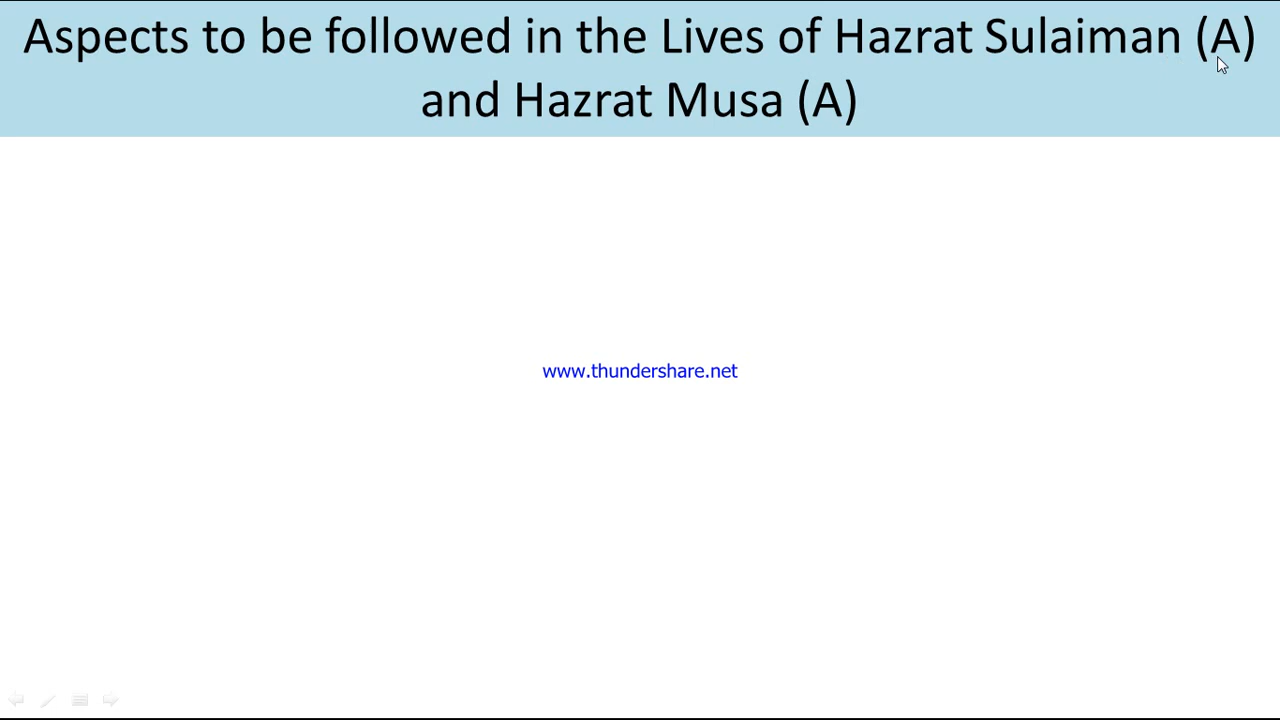 Aspects to be followed in the Lives of Hazrat Sulaiman (A)
and Hazrat Musa (A)
www.thundershare.net